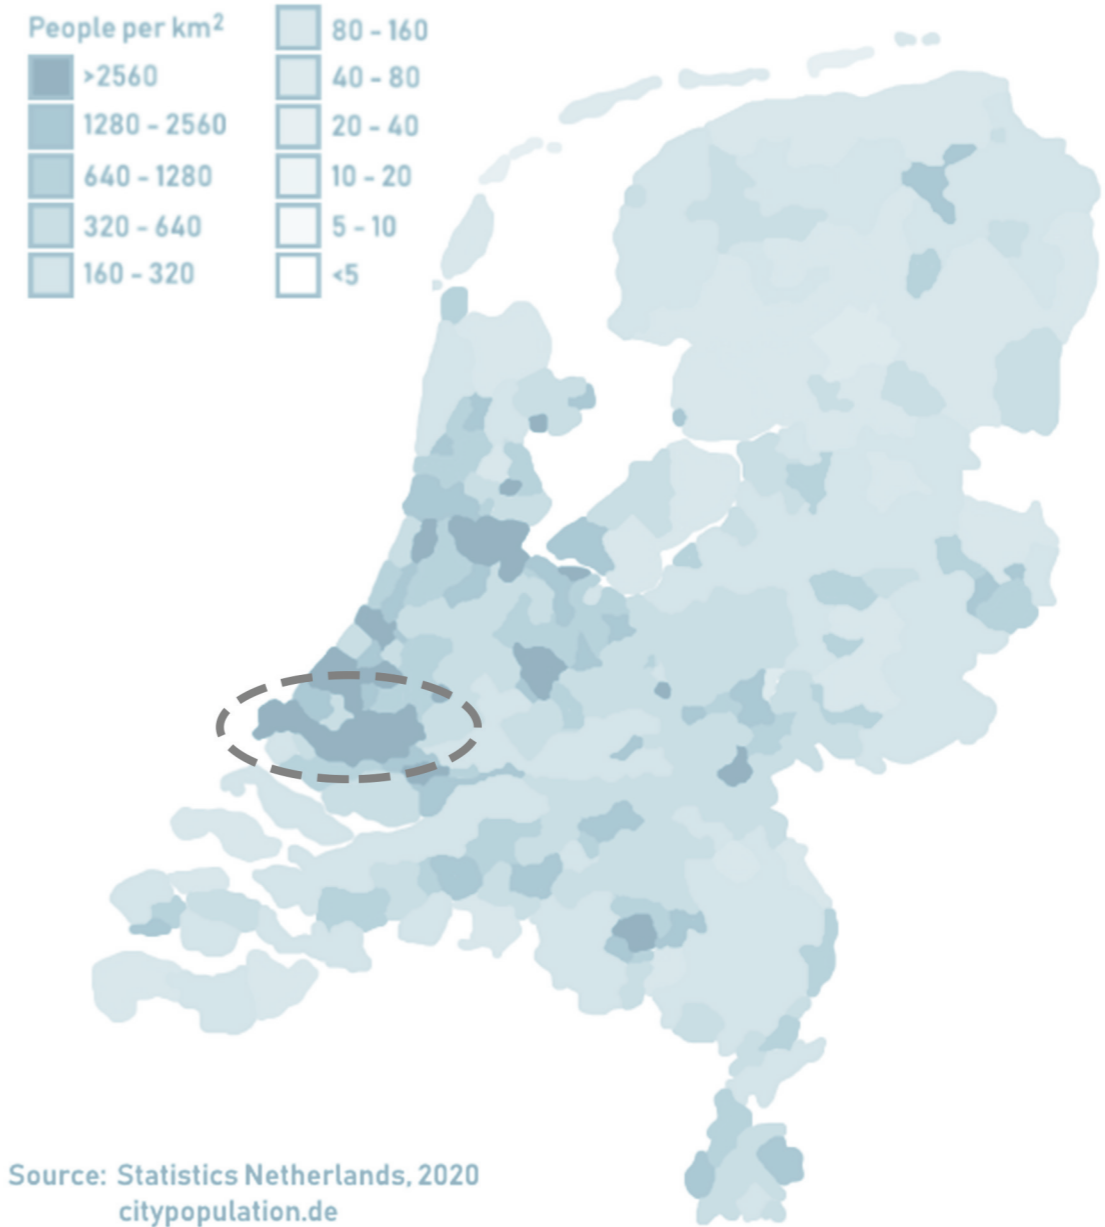 People per km²
>2560
1280 - 2560
640 - 1280
320 - 640
160 - 320
80 - 160
40 - 80
20 - 40
10 - 20
5 - 10
<5
Source: Statistics Netherlands, 2020
citypopulation.de